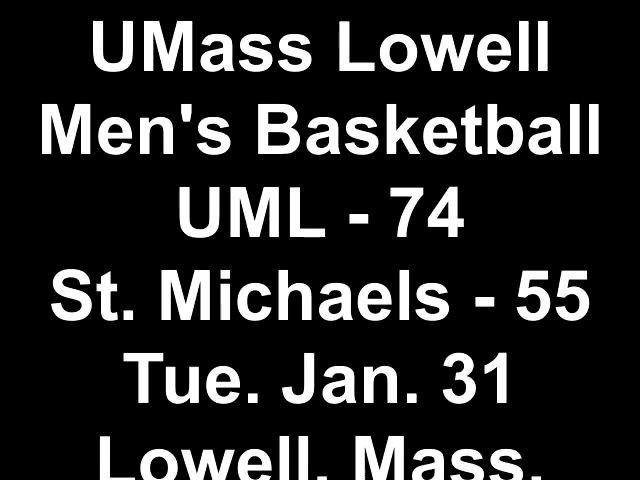 UMass Lowell
Men's Basketball
UML - 74
St. Michaels - 55
Tue. Jan. 31
Lowell, Mass.